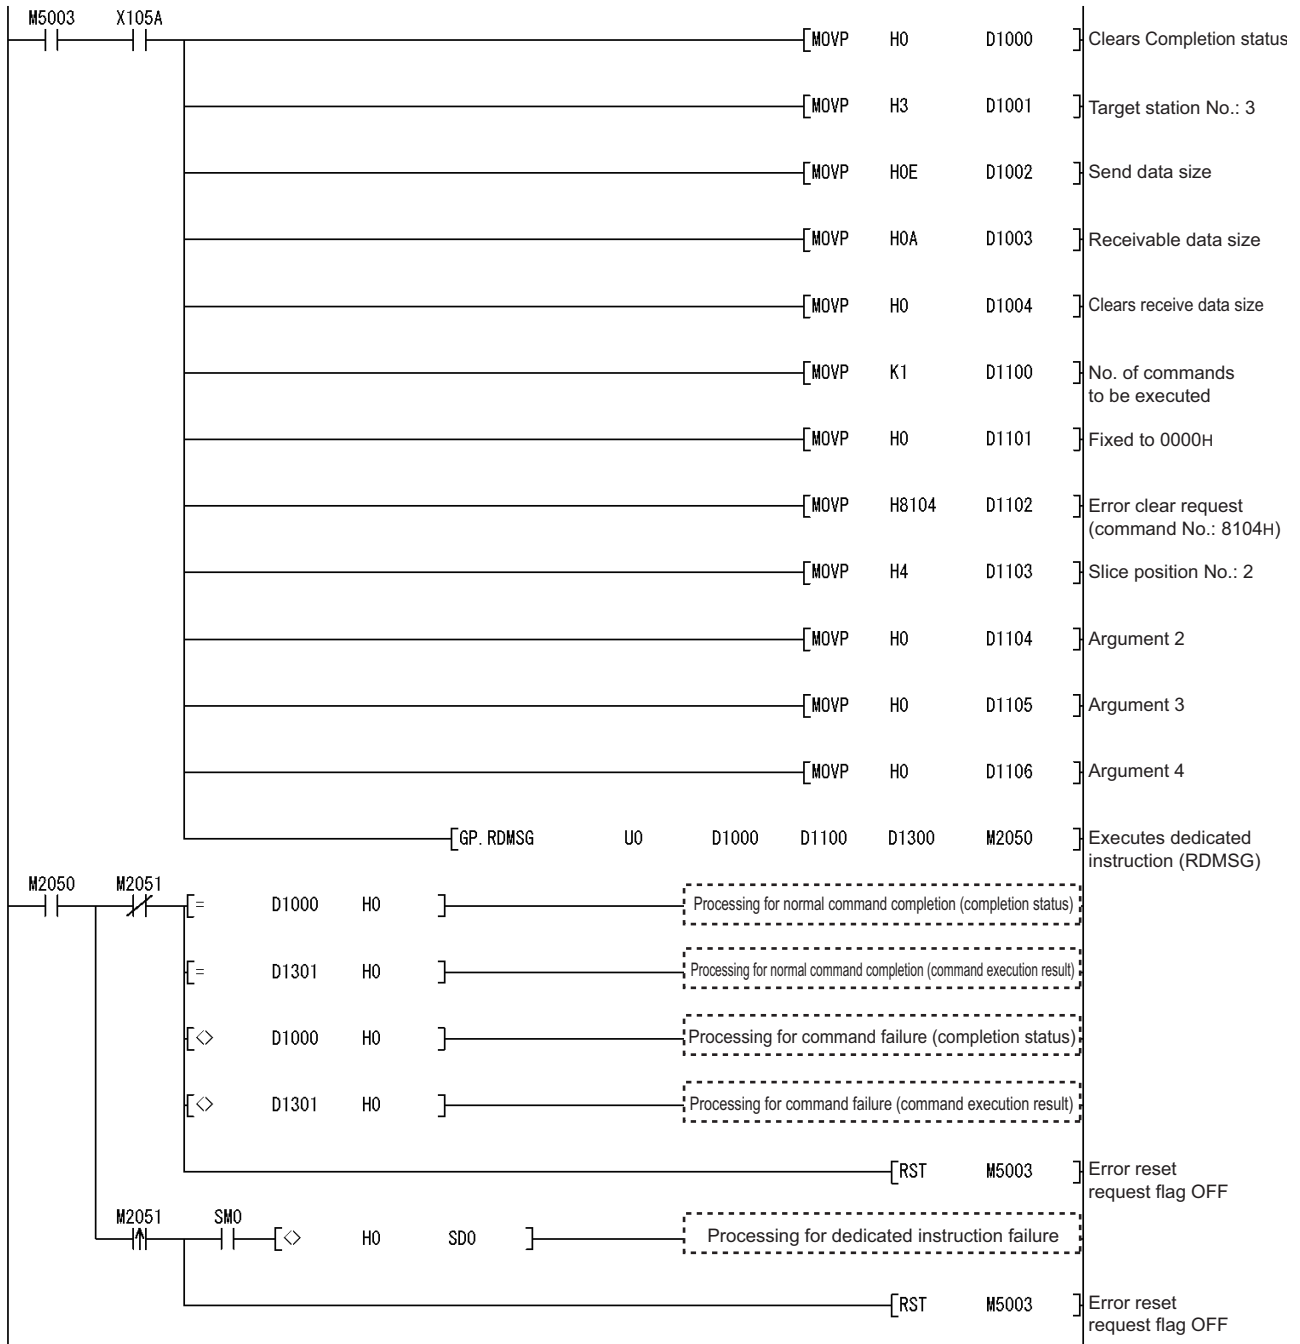 M5003 X105A
MOVP H0 D1000 Clears Completion status
MOVP H3 D1001 Target station No.: 3
MOVP H0E D1002 Send data size
MOVP H0A D1003 Receivable data size
MOVP H0 D1004 Clears receive data size
MOVP K1 D1100 No. of commands
to be executed
MOVP H0 D1101 Fixed to 0000H
MOVP H8104 D1102 Error clear request
(command No.: 8104H)
MOVP H4 D1103 Slice position No.: 2
MOVP H0 D1104 Argument 2
MOVP H0 D1105 Argument 3
MOVP H0 D1106 Argument 4
GP.RDMSG U0 D1000 D1100 D1300 M2050 Executes dedicated
instruction (RDMSG)
M2050 M2051
= D1000 H0 Processing for normal command completion (completion status)
= D1301 H0 Processing for normal command completion (command execution result)
<> D1000 H0 Processing for command failure (completion status)
<> D1301 H0 Processing for command failure (command execution result)
RST M5003 Error reset
request flag OFF
M2051 SM0
<> H0 SD0 Processing for dedicated instruction failure
RST M5003 Error reset
request flag OFF